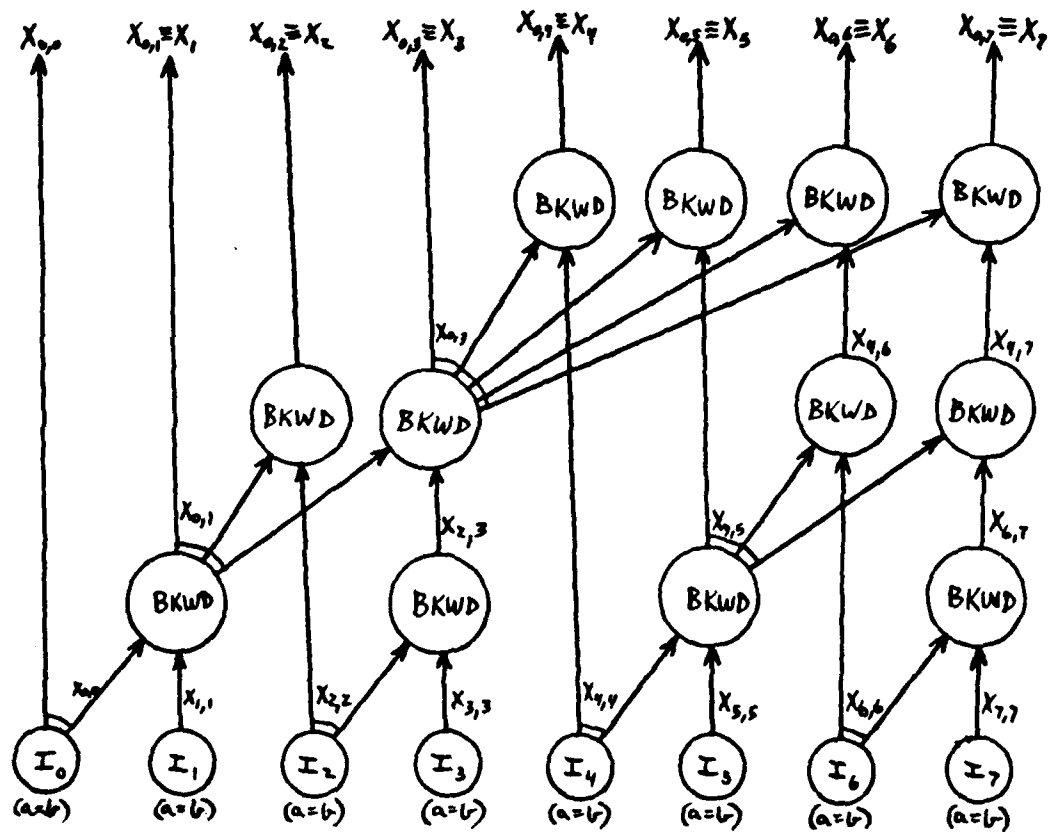 X₀,₀ X₀,₁≡X₁ X₀,₂≡X₂ X₀,₃≡X₃ X₀,₄≡X₄ X₀,₅≡X₅ X₀,₆≡X₆ X₀,₇≡X₇
BKWD BKWD BKWD BKWD
X₀,₃ X₄,₆ X₄,₇
BKWD BKWD BKWD BKWD
X₀,₁ X₂,₃ X₄,₅ X₆,₇
BKWD BKWD BKWD BKWD
X₀,₀ X₁,₁ X₂,₂ X₃,₃ X₄,₄ X₅,₅ X₆,₆ X₇,₇
I₀ I₁ I₂ I₃ I₄ I₅ I₆ I₇
(a=b) (a=b) (a=b) (a=b) (a=b) (a=b) (a=b) (a=b)